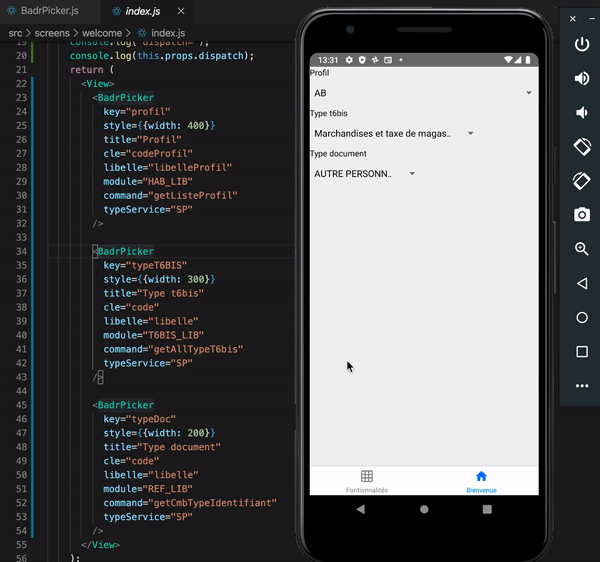 BadrPicker.js
index.js
src > screens > welcome > index.js
19 console.log("dispatch=");
20 console.log(this.props.dispatch);
21 return (
22 <View>
23 <BadrPicker
24 key="profil"
25 style={{width: 400}}
26 title="Profil"
27 cle="codeProfil"
28 libelle="libelleProfil"
29 module="HAB_LIB"
30 command="getListeProfil"
31 typeService="SP"
32 />
33
34 <BadrPicker
35 key="typeT6BIS"
36 style={{width: 300}}
37 title="Type t6bis"
38 cle="code"
39 libelle="libelle"
40 module="T6BIS_LIB"
41 command="getAllTypeT6bis"
42 typeService="SP"
43 />
44
45 <BadrPicker
46 key="typeDoc"
47 style={{width: 200}}
48 title="Type document"
49 cle="code"
50 libelle="libelle"
51 module="REF_LIB"
52 command="getCmbTypeIdentifiant"
53 typeService="SP"
54 />
55 </View>
56 );
13:31
Profil
AB
Type t6bis
Marchandises et taxe de magas..
Type document
AUTRE PERSONN..
Fontionnalités
Bienvenue